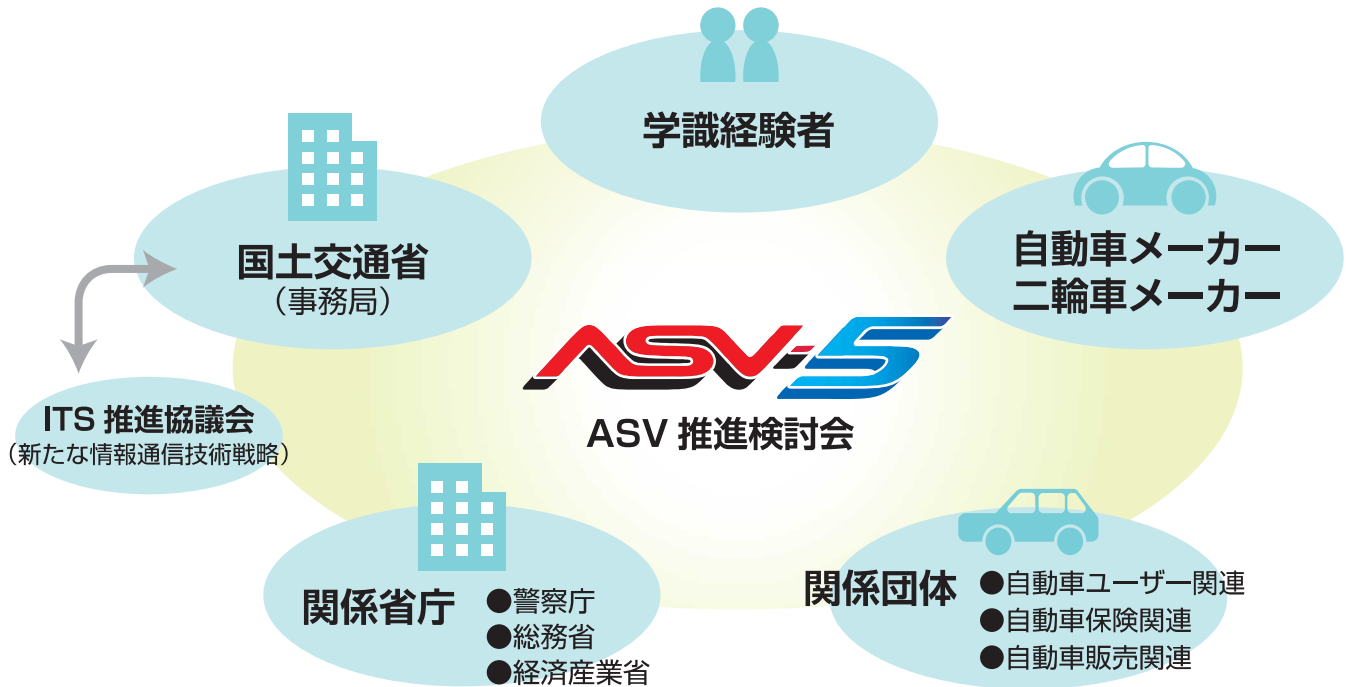 学識経験者
国土交通省
（事務局）
自動車メーカー
二輪車メーカー
ASV-5
ASV 推進検討会
ITS 推進協議会
（新たな情報通信技術戦略）
関係省庁
●警察庁
●総務省
●経済産業省
関係団体
●自動車ユーザー関連
●自動車保険関連
●自動車販売関連